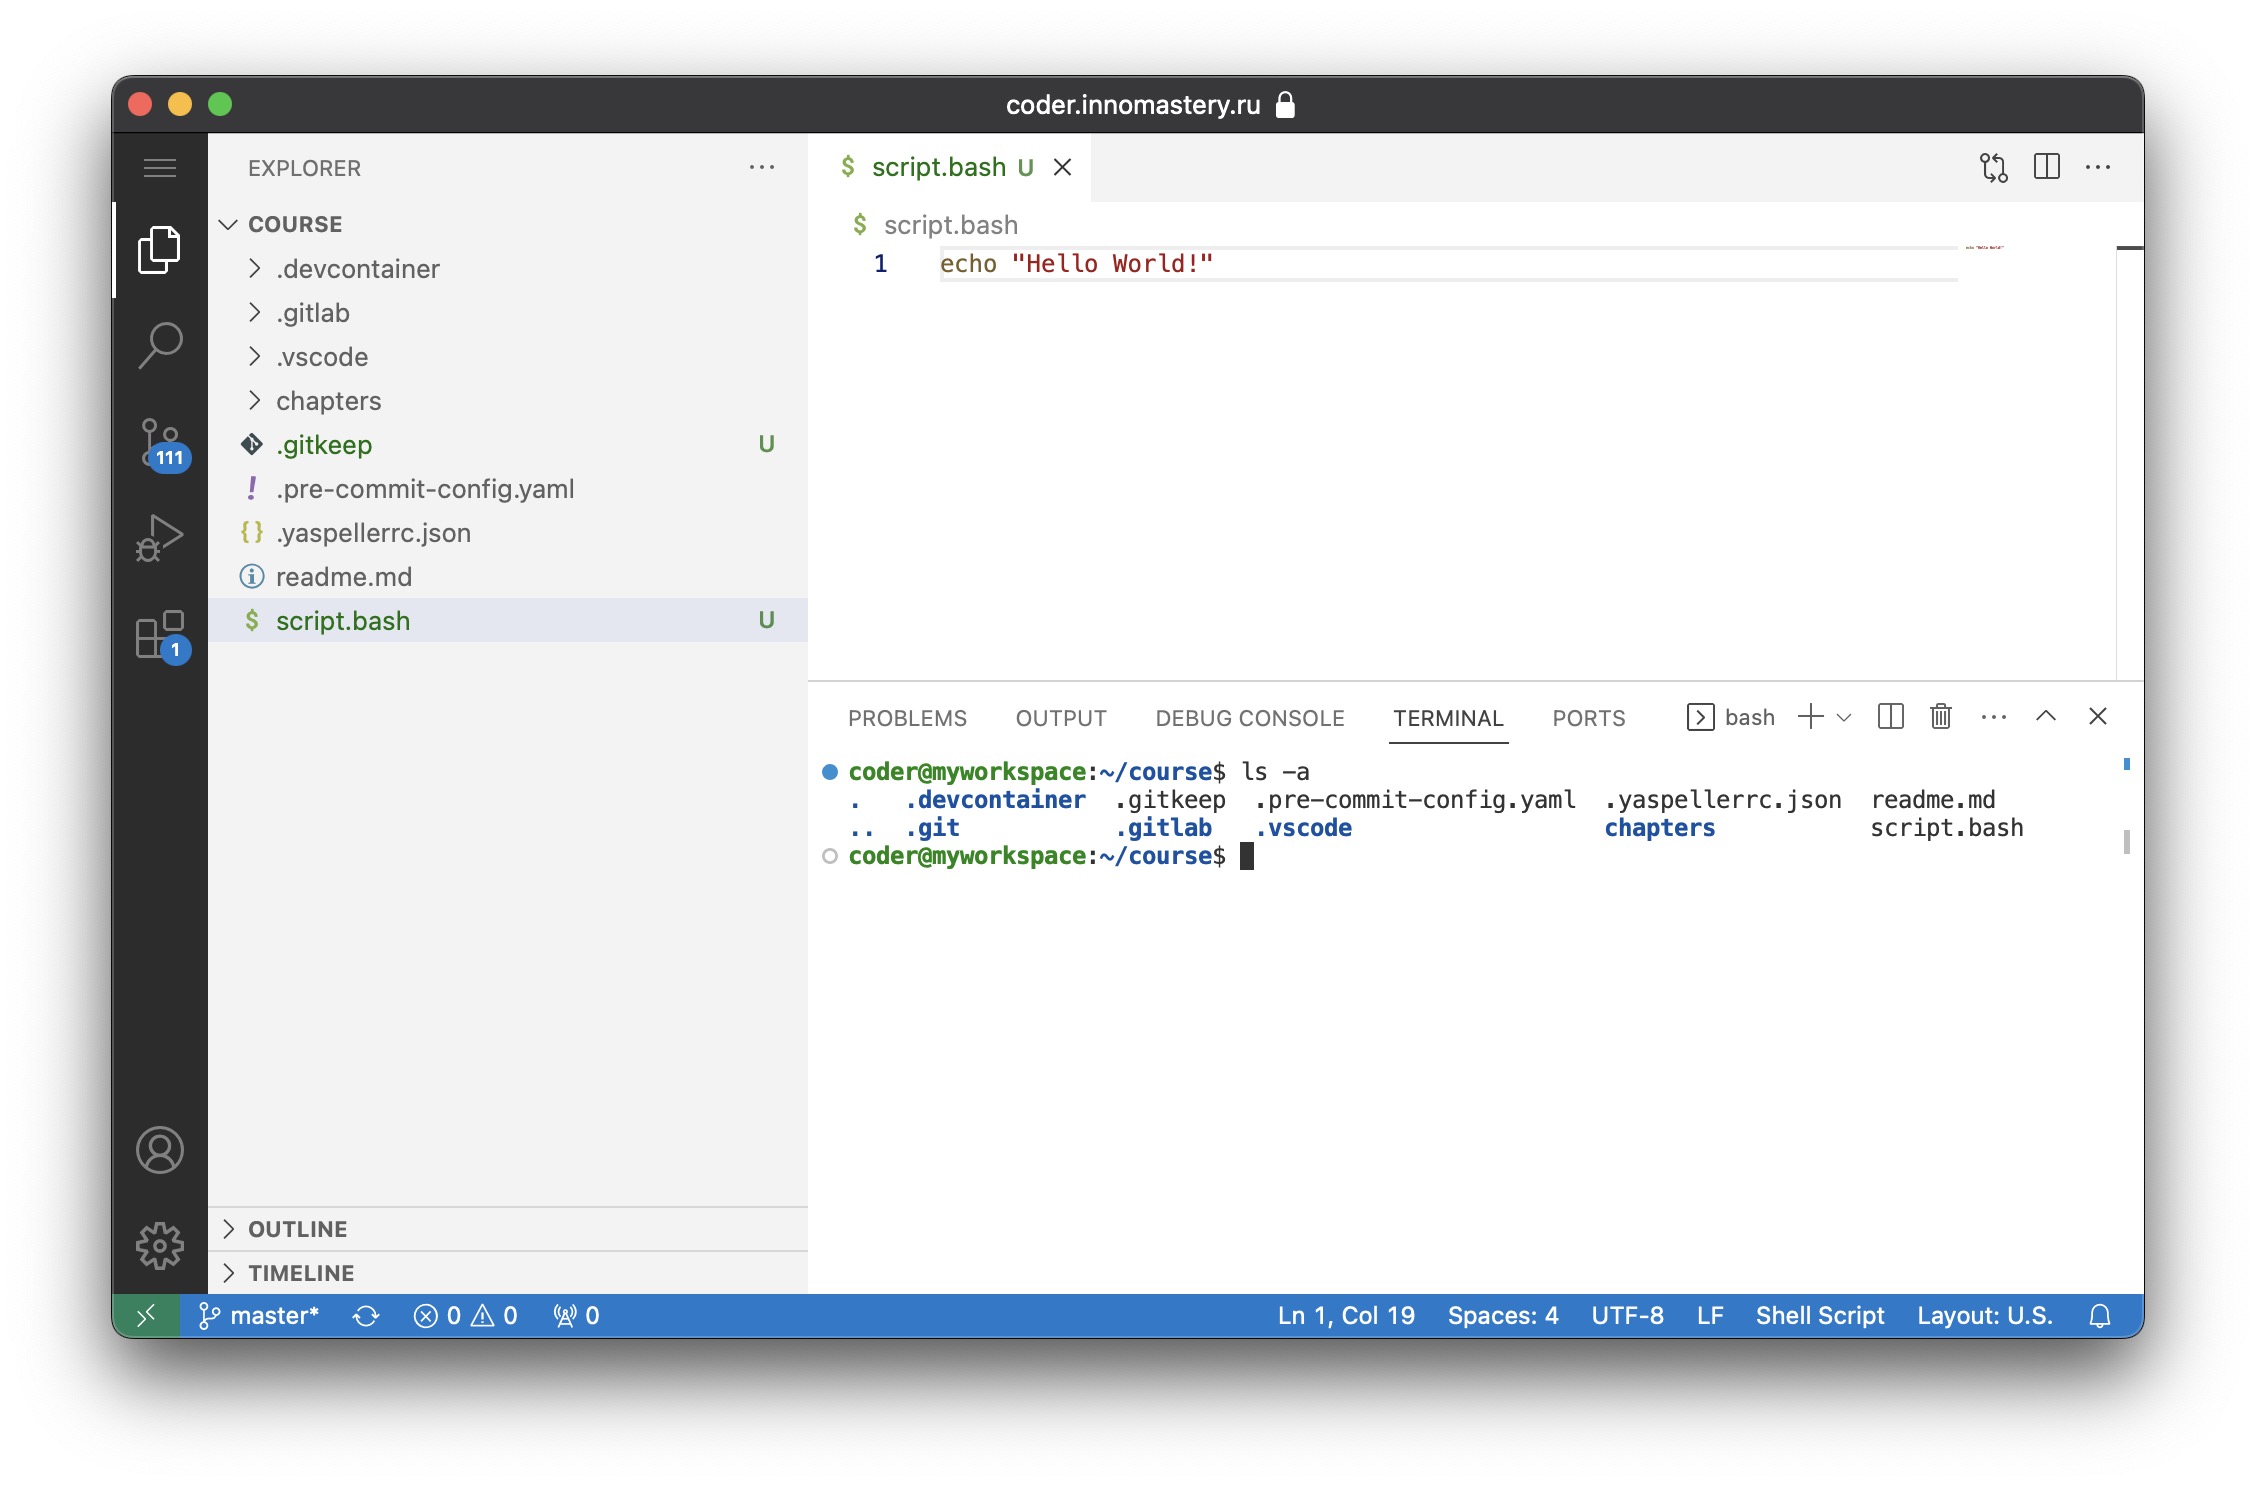 coder.innomastery.ru
EXPLORER
COURSE
.devcontainer
.gitlab
.vscode
chapters
.gitkeep U
.pre-commit-config.yaml
.yaspellerrc.json
readme.md
script.bash U
OUTLINE
TIMELINE
111
1
script.bash U
script.bash
1 echo "Hello World!"
PROBLEMS OUTPUT DEBUG CONSOLE TERMINAL PORTS bash
coder@myworkspace:~/course$ ls -a
. .devcontainer .gitkeep .pre-commit-config.yaml .yaspellerrc.json readme.md
.. .git .gitlab .vscode chapters script.bash
coder@myworkspace:~/course$
master* 0 0 0 Ln 1, Col 19 Spaces: 4 UTF-8 LF Shell Script Layout: U.S.